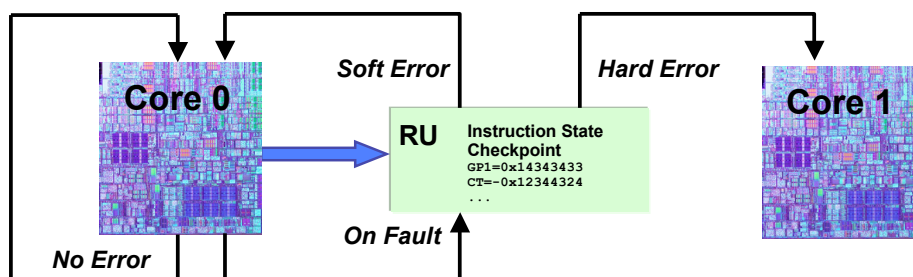 Soft Error
Hard Error
Core 0
Core 1
RU
Instruction State
Checkpoint
GP1=0x14343433
CT=-0x12344324
...
No Error
On Fault